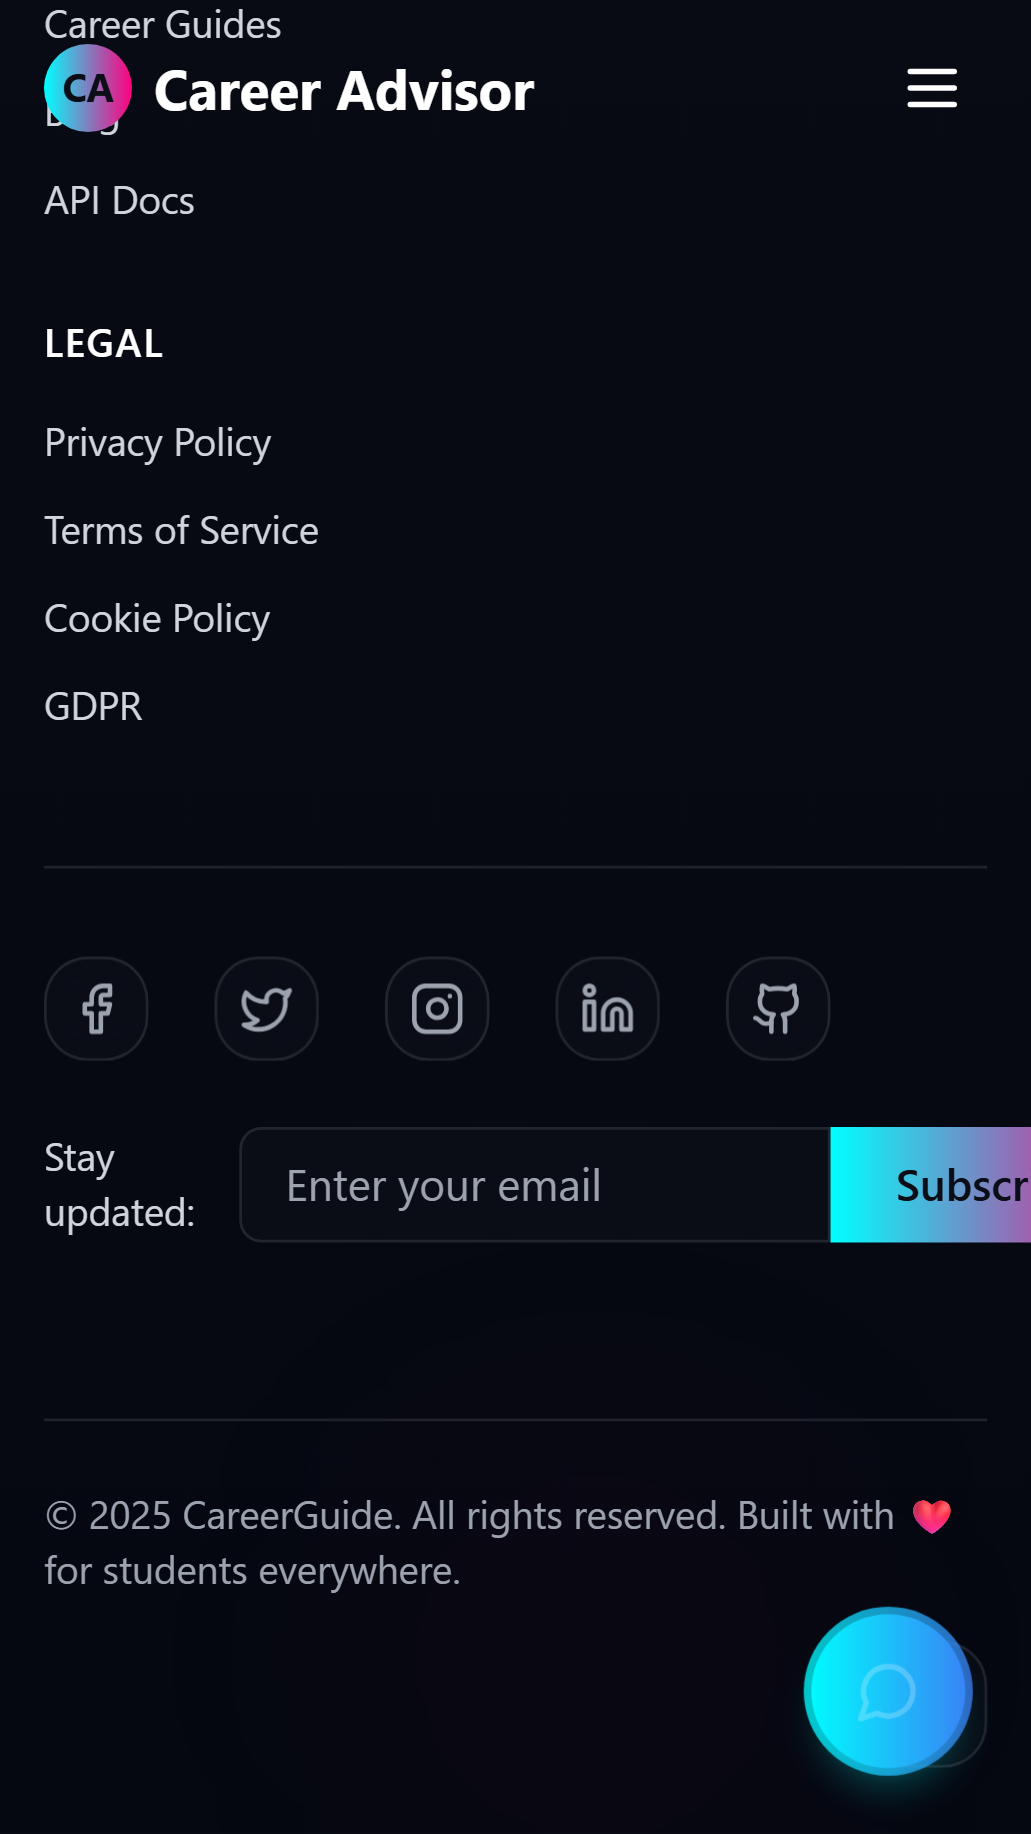 Career Guides
CA Career Advisor
API Docs
LEGAL
Privacy Policy
Terms of Service
Cookie Policy
GDPR
Stay
updated:
Enter your email
Subscr
© 2025 CareerGuide. All rights reserved. Built with ❤️
for students everywhere.